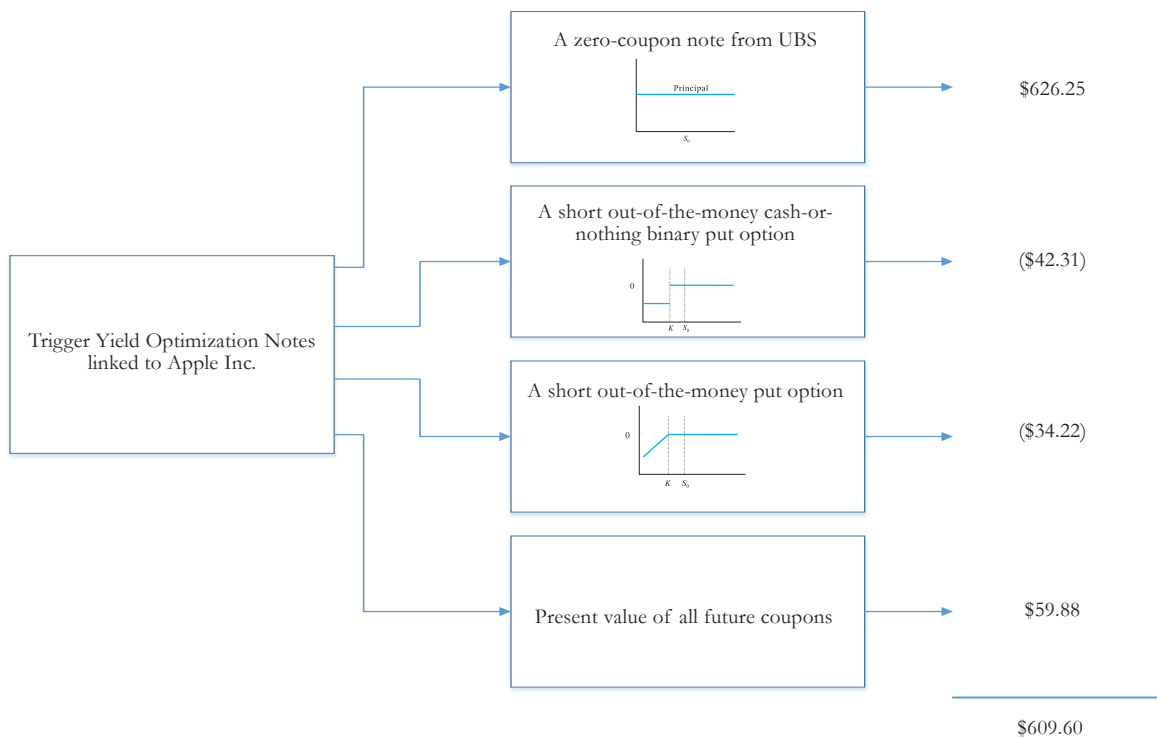 A zero-coupon note from UBS
Principal
S0
$626.25
A short out-of-the-money cash-or-
nothing binary put option
0
K S0
($42.31)
Trigger Yield Optimization Notes
linked to Apple Inc.
A short out-of-the-money put option
0
K S0
($34.22)
Present value of all future coupons
$59.88
$609.60